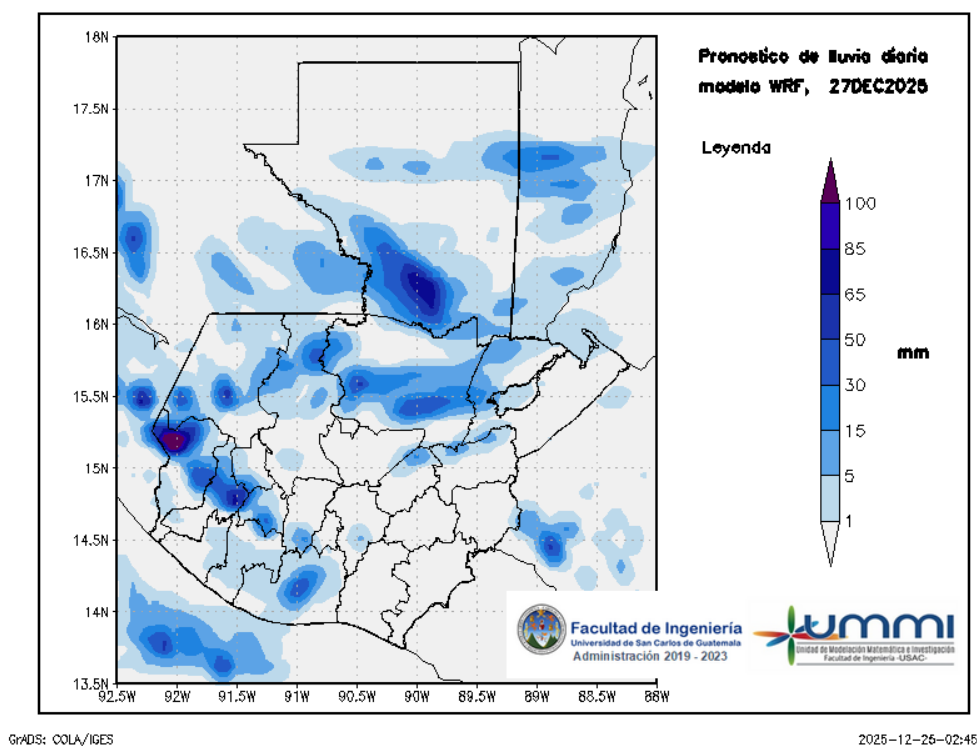 Pronostico de lluvia diaria
modelo WRF, 27DEC2025
Leyenda
100
85
65
50
30
15
5
1
mm
18N
17.5N
17N
16.5N
16N
15.5N
15N
14.5N
14N
13.5N
92.5W 92W 91.5W 91W 90.5W 90W 89.5W 89W 88.5W 88W
Facultad de Ingeniería
Universidad de San Carlos de Guatemala
Administración 2019 - 2023
ummi
Unidad de Modelación Matemática e Investigación
Facultad de Ingeniería -USAC-
GrADS: COLA/IGES
2025-12-26-02:45